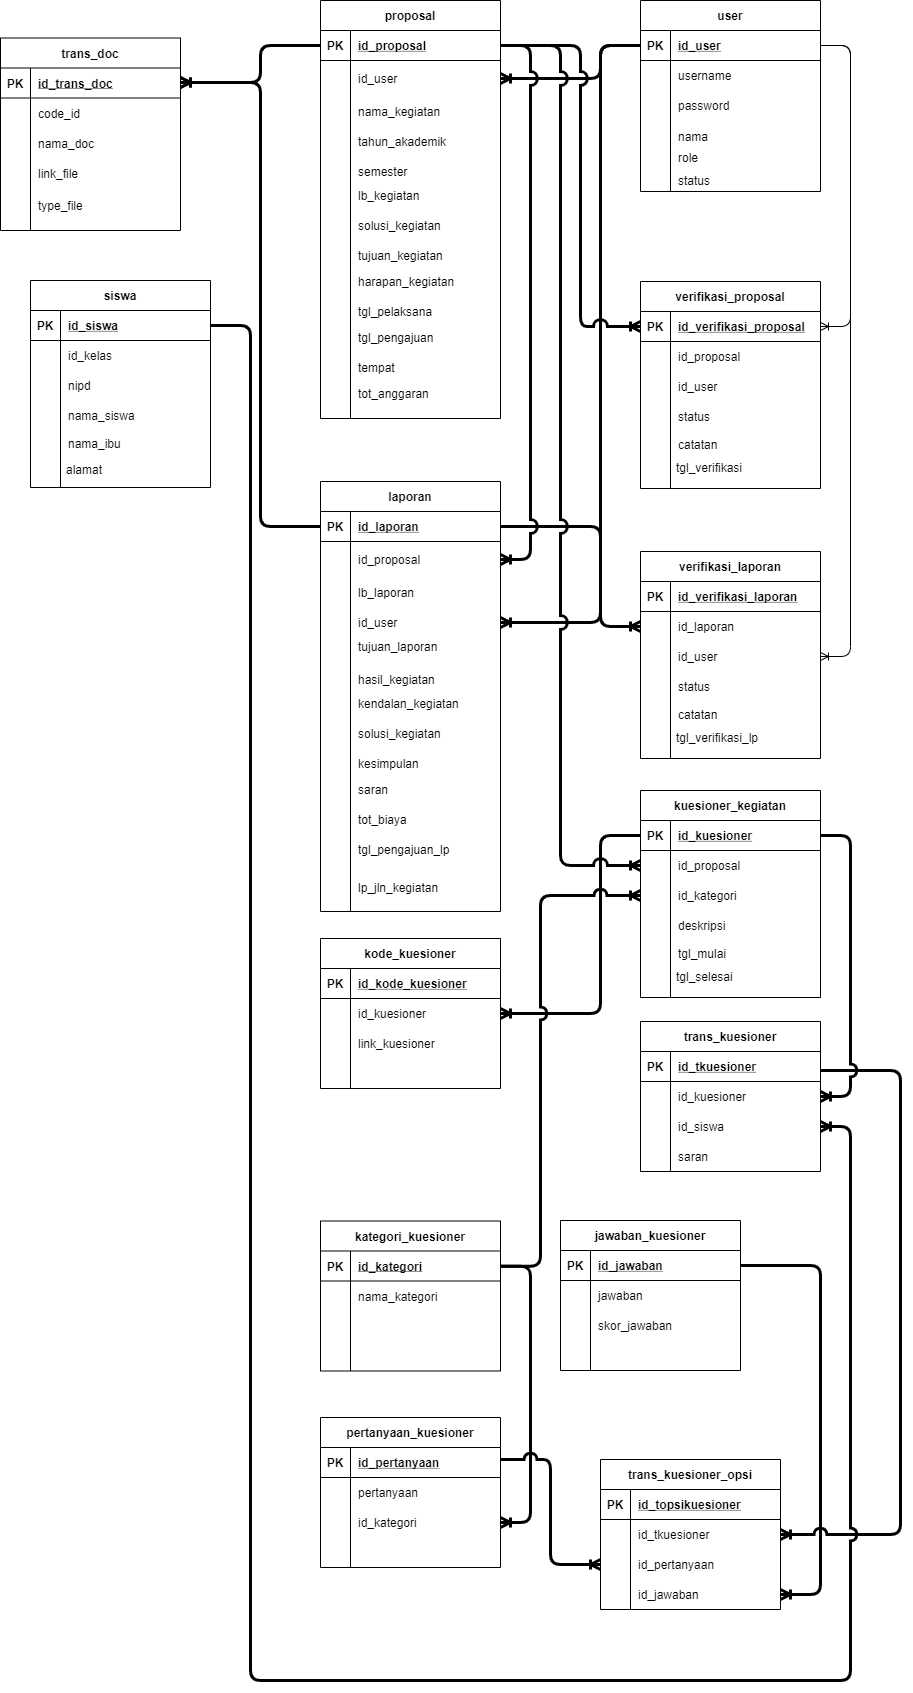 trans_doc
PK id_trans_doc
code_id
nama_doc
link_file
type_file
siswa
PK id_siswa
id_kelas
nipd
nama_siswa
nama_ibu
alamat
proposal
PK id_proposal
id_user
nama_kegiatan
tahun_akademik
semester
lb_kegiatan
solusi_kegiatan
tujuan_kegiatan
harapan_kegiatan
tgl_pelaksana
tgl_pengajuan
tempat
tot_anggaran
user
PK id_user
username
password
nama
role
status
verifikasi_proposal
PK id_verifikasi_proposal
id_proposal
id_user
status
catatan
tgl_verifikasi
laporan
PK id_laporan
id_proposal
lb_laporan
id_user
tujuan_laporan
hasil_kegiatan
kendalan_kegiatan
solusi_kegiatan
kesimpulan
saran
tot_biaya
tgl_pengajuan_lp
lp_jln_kegiatan
verifikasi_laporan
PK id_verifikasi_laporan
id_laporan
id_user
status
catatan
tgl_verifikasi_lp
kuesioner_kegiatan
PK id_kuesioner
id_proposal
id_kategori
deskripsi
tgl_mulai
tgl_selesai
kode_kuesioner
PK id_kode_kuesioner
id_kuesioner
link_kuesioner
trans_kuesioner
PK id_tkuesioner
id_kuesioner
id_siswa
saran
kategori_kuesioner
PK id_kategori
nama_kategori
jawaban_kuesioner
PK id_jawaban
jawaban
skor_jawaban
pertanyaan_kuesioner
PK id_pertanyaan
pertanyaan
id_kategori
trans_kuesioner_opsi
PK id_topsikuesioner
id_tkuesioner
id_pertanyaan
id_jawaban